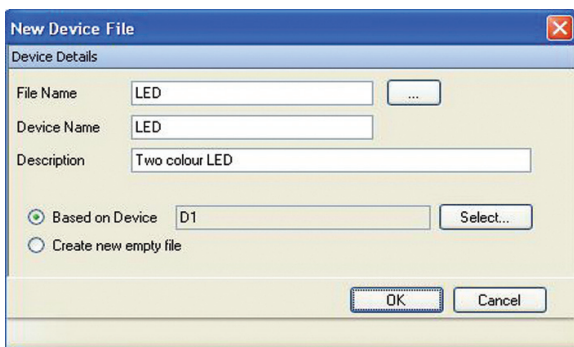 New Device File
Device Details
File Name LED ...
Device Name LED
Description Two colour LED
Based on Device D1 Select...
Create new empty file
OK Cancel